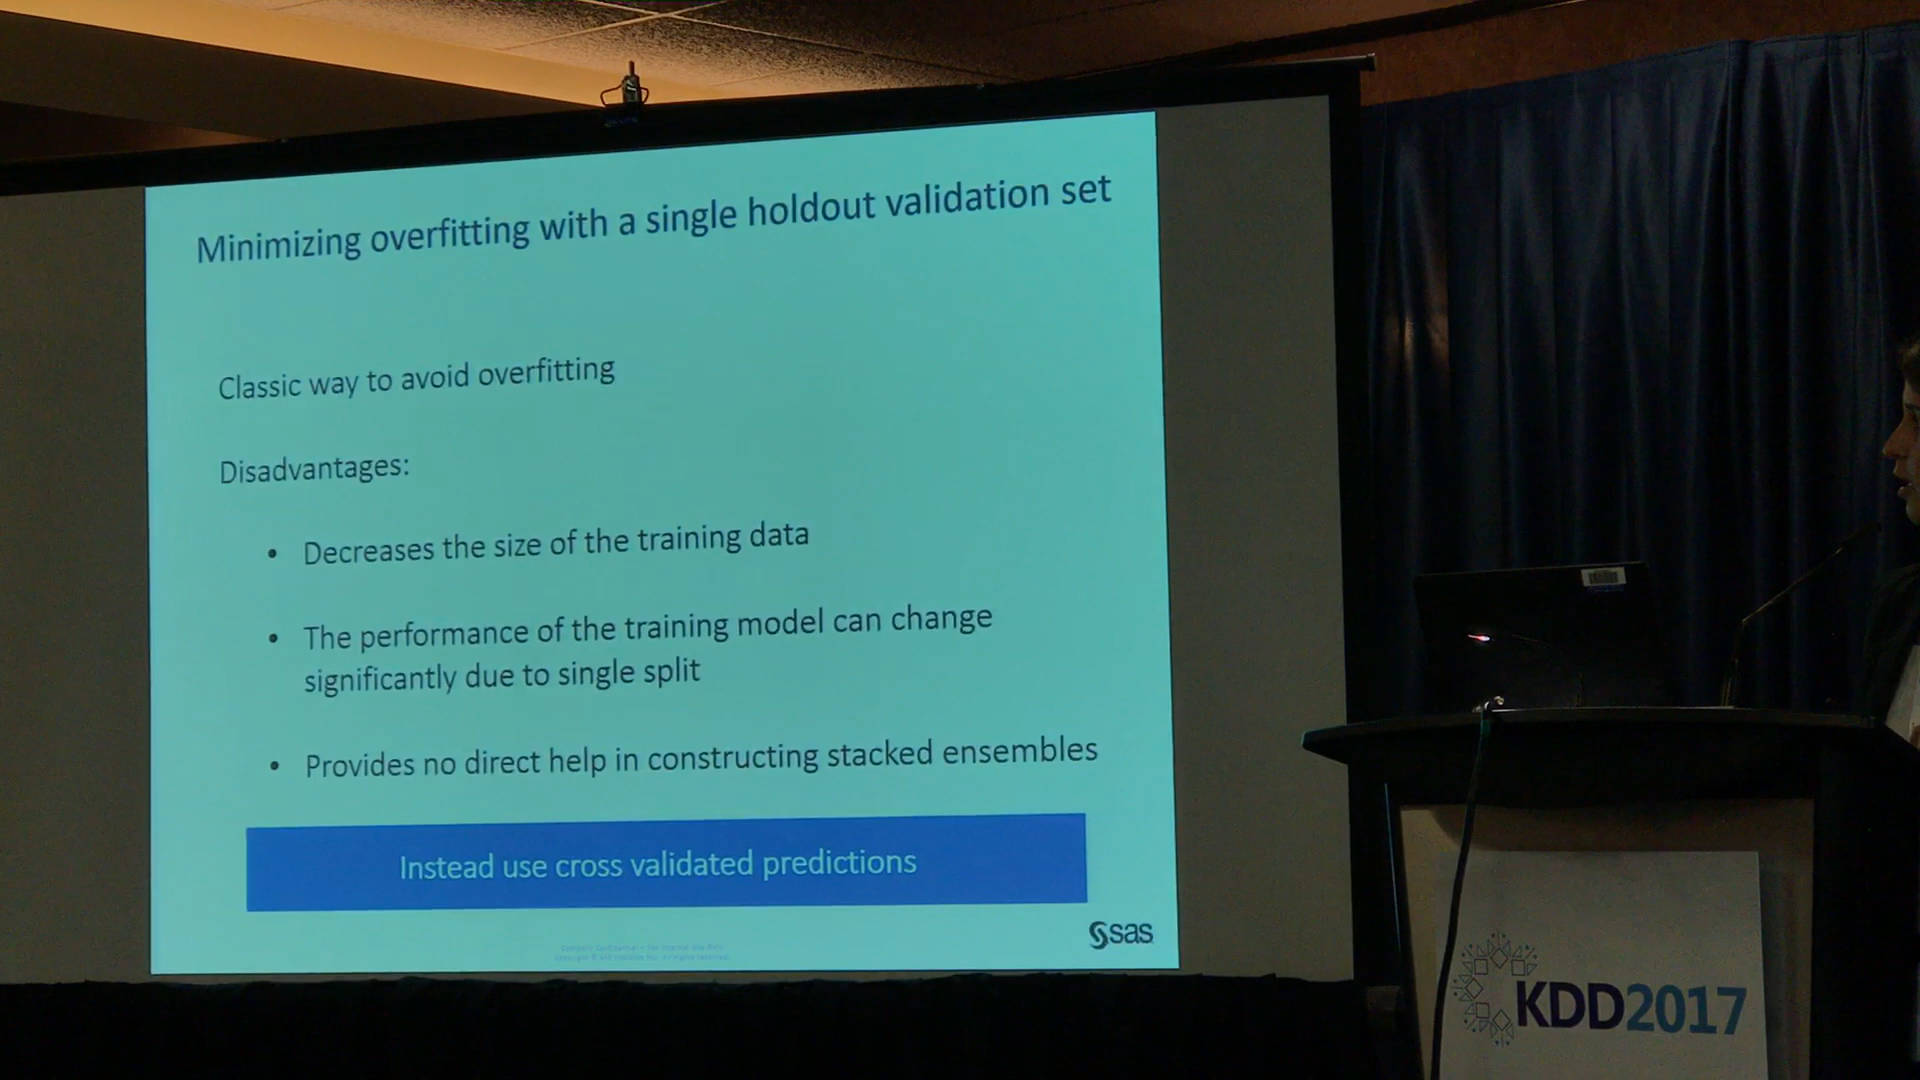 Minimizing overfitting with a single holdout validation set
Classic way to avoid overfitting
Disadvantages:
• Decreases the size of the training data
• The performance of the training model can change
significantly due to single split
• Provides no direct help in constructing stacked ensembles
Instead use cross validated predictions
sas
KDD2017